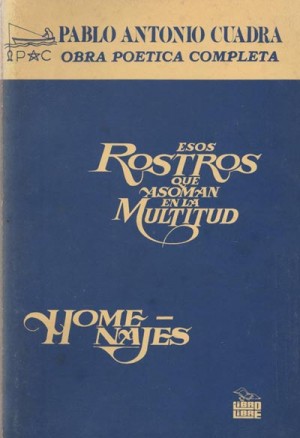 PABLO ANTONIO CUADRA
PAC OBRA POETICA COMPLETA
ESOS
ROSTROS
QUE
ASOMAN
EN LA
MULTITUD
HOME-
NAJES
LIBRO
LIBRE